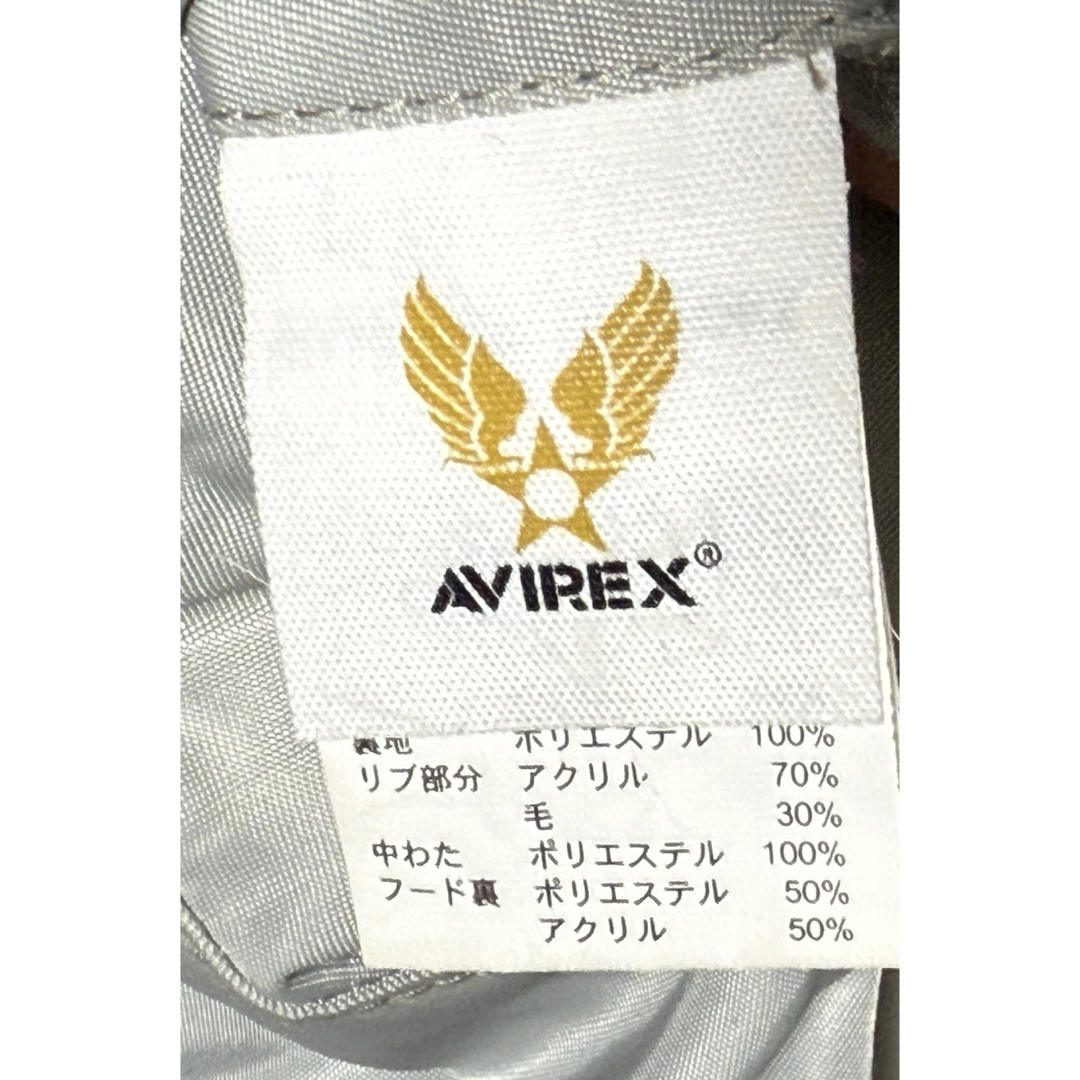 AVIREX®
裏地 ポリエステル 100%
リブ部分 アクリル 70%
毛 30%
中わた ポリエステル 100%
フード裏 ポリエステル 50%
アクリル 50%